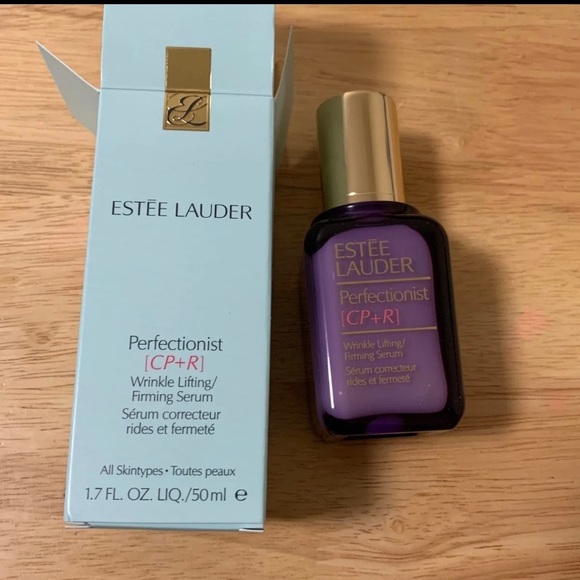 EL
ESTĒE LAUDER
Perfectionist
[CP+R]
Wrinkle Lifting/
Firming Serum
Sérum correcteur
rides et fermeté
All Skintypes • Toutes peaux
1.7 FL. OZ. LIQ./50 ml e
ESTĒE
LAUDER
Perfectionist
[CP+R]
Wrinkle Lifting/
Firming Serum
Sérum correcteur
rides et fermeté